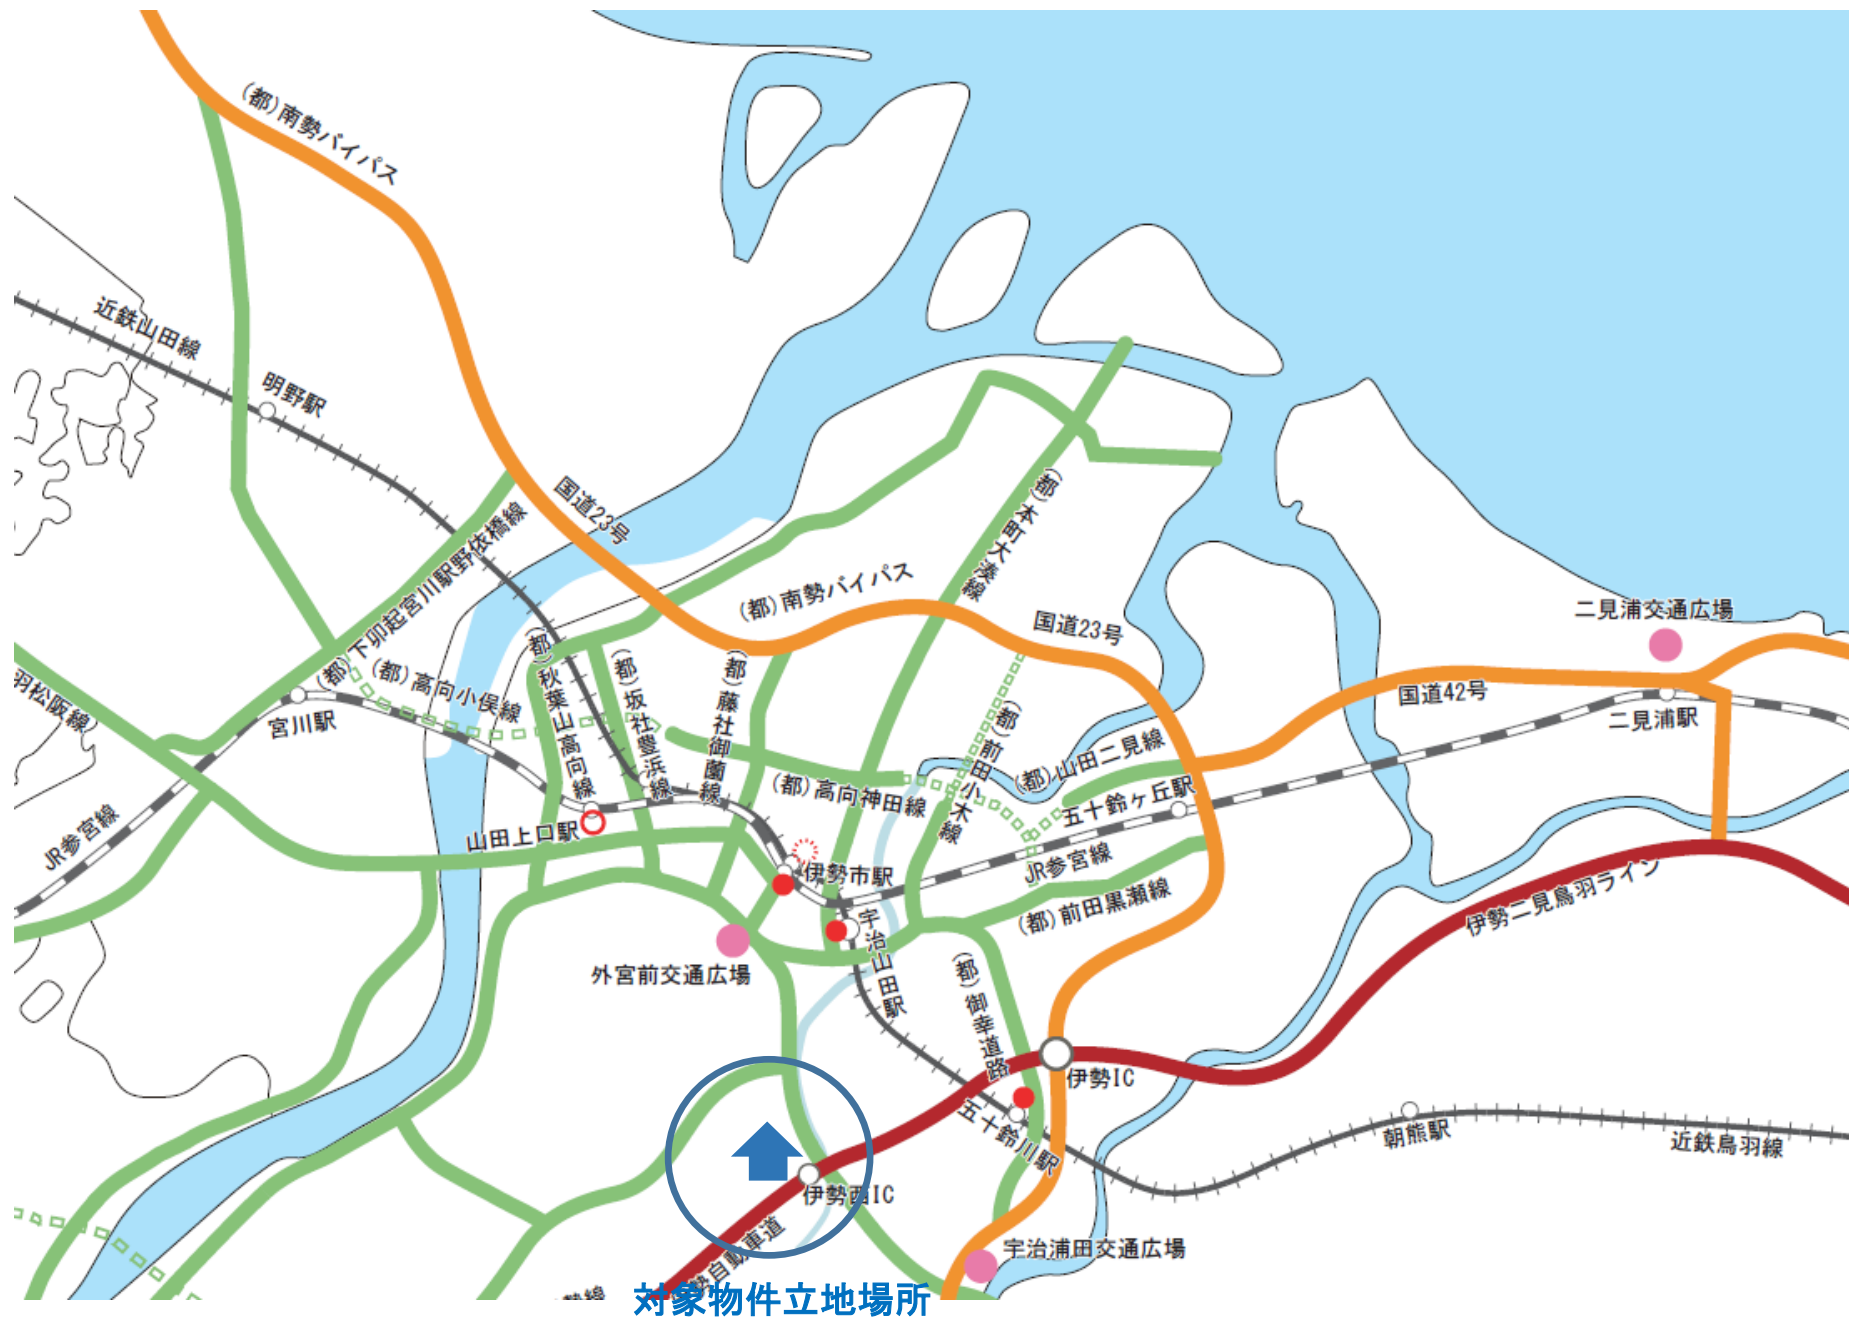 (都)南勢バイパス
近鉄山田線
明野駅
国道23号
(都)下卯起宮川駅野依橋線
(都)本町大湊線
(都)南勢バイパス
国道23号
二見浦交通広場
羽松阪線
宮川駅
(都)高向小俣線
(都)秋葉山高向線
(都)坂社豊浜線
(都)藤社御薗線
(都)前田小木線
(都)山田二見線
国道42号
二見浦駅
(都)高向神田線
五十鈴ヶ丘駅
JR参宮線
山田上口駅
伊勢市駅
JR参宮線
(都)前田黒瀬線
伊勢二見鳥羽ライン
宇治山田駅
外宮前交通広場
(都)御幸道路
伊勢IC
五十鈴川駅
朝熊駅
近鉄鳥羽線
伊勢西IC
勢自動車道
宇治浦田交通広場
勢線
対象物件立地場所